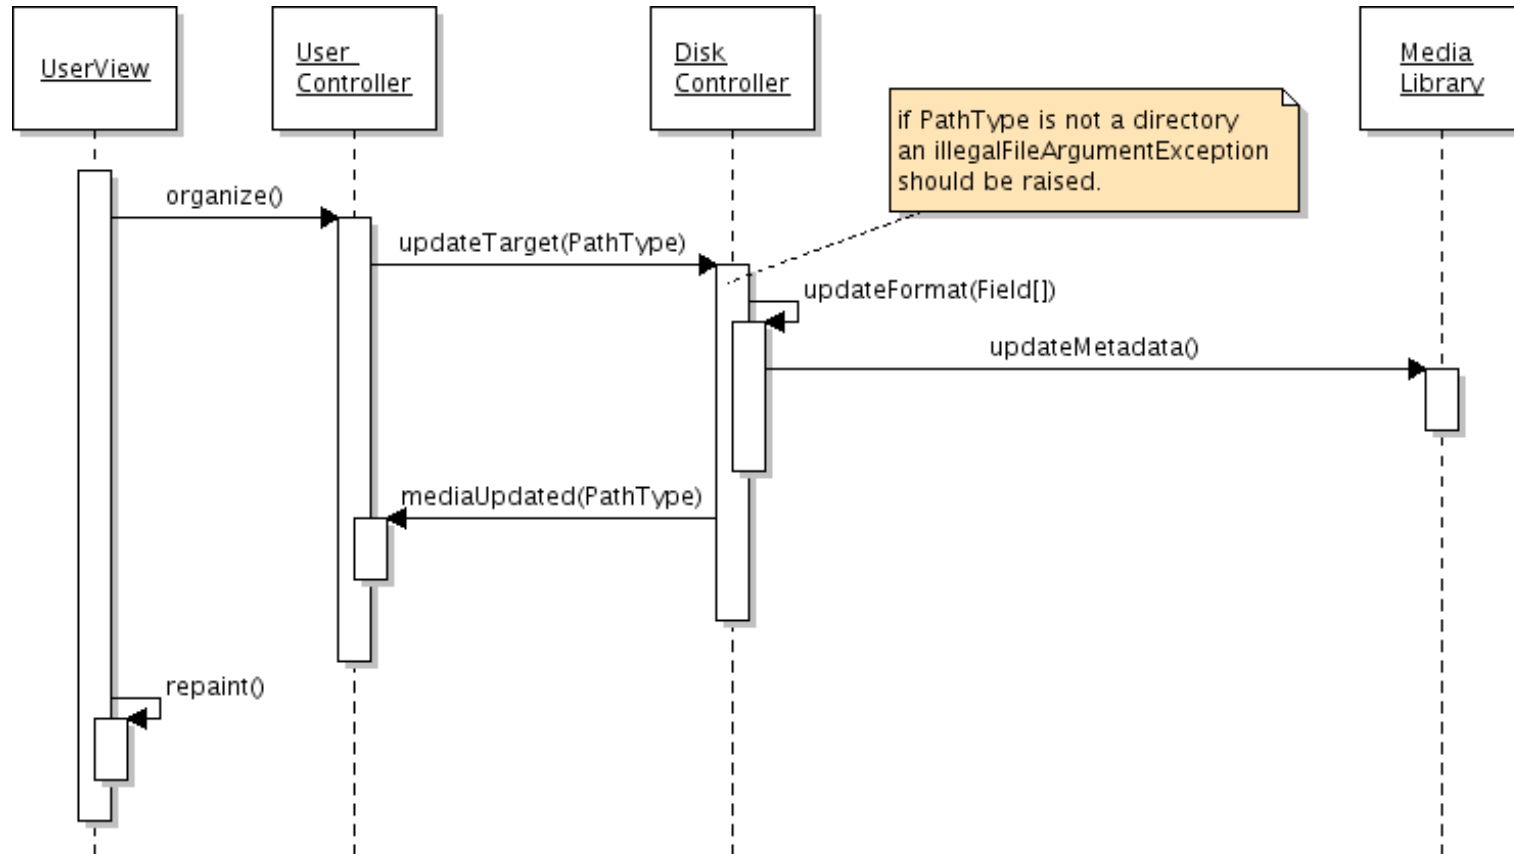 UserView
User
Controller
Disk
Controller
Media
Library
if PathType is not a directory
an illegalFileArgumentException
should be raised.
organize()
updateTarget(PathType)
updateFormat(Field[])
updateMetadata()
mediaUpdated(PathType)
repaint()